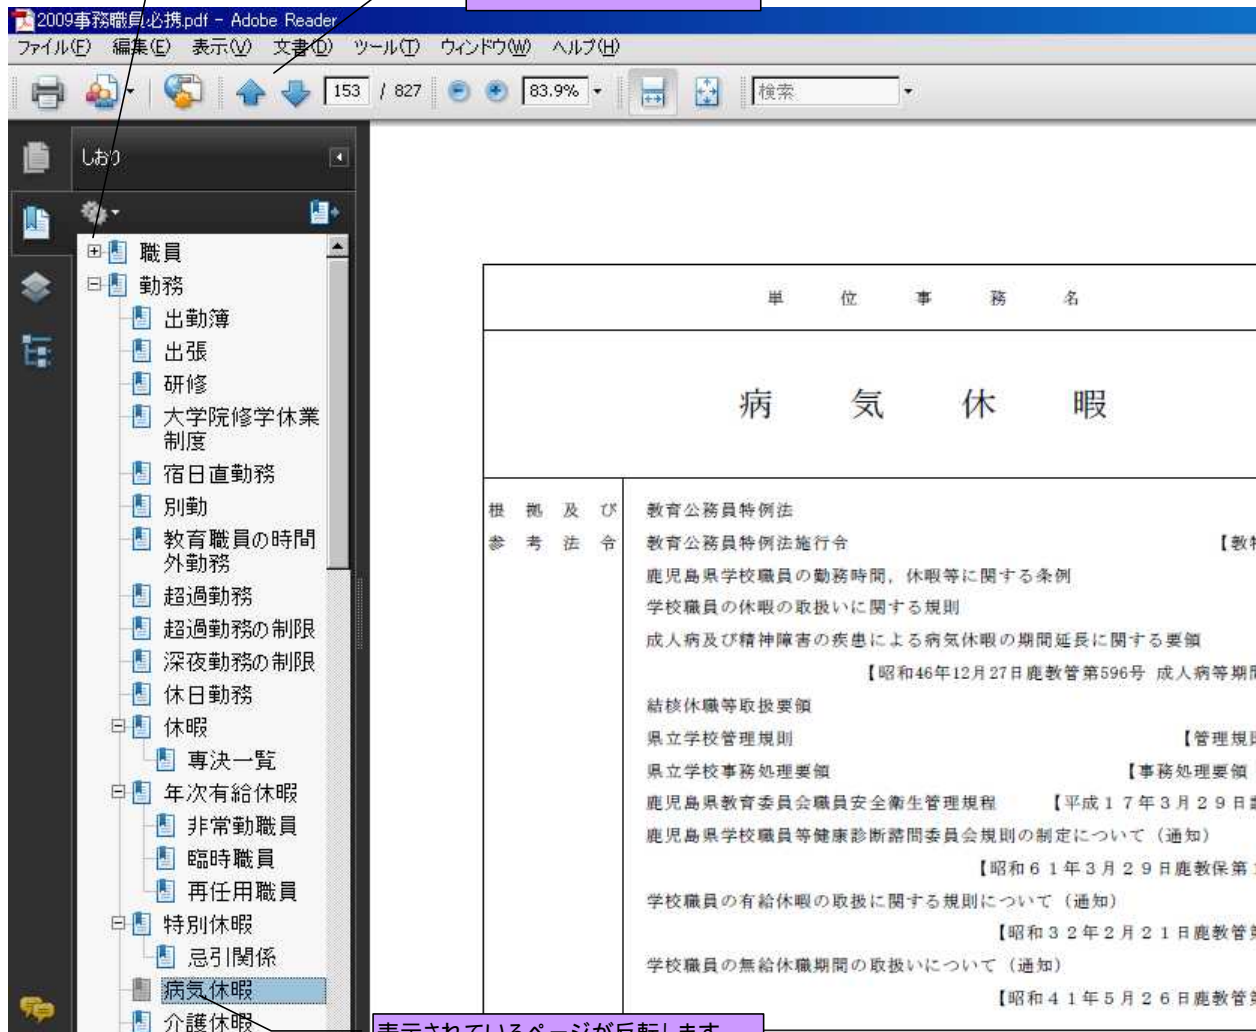 2009事務職員必携.pdf - Adobe Reader
ファイル(F) 編集(E) 表示(V) 文書(D) ツール(T) ウィンドウ(W) ヘルプ(H)
153 / 827 83.9% 検索
しおり
職員
勤務
出勤簿
出張
研修
大学院修学休業
制度
宿日直勤務
別勤
教育職員の時間
外勤務
超過勤務
超過勤務の制限
深夜勤務の制限
休日勤務
休暇
専決一覧
年次有給休暇
非常勤職員
臨時職員
再任用職員
特別休暇
忌引関係
病気休暇
介護休暇
単位事務名
病気休暇
根拠及び
参考法令
教育公務員特例法
教育公務員特例法施行令 【教特
鹿児島県学校職員の勤務時間，休暇等に関する条例
学校職員の休暇の取扱いに関する規則
成人病及び精神障害の疾患による病気休暇の期間延長に関する要領
【昭和46年12月27日鹿教管第596号 成人病等期間
結核休職等取扱要領
県立学校管理規則 【管理規則
県立学校事務処理要領 【事務処理要領
鹿児島県教育委員会職員安全衛生管理規程 【平成１７年３月２９日
鹿児島県学校職員等健康診断諮問委員会規則の制定について（通知）
【昭和６１年３月２９日鹿教保第
学校職員の有給休暇の取扱に関する規則について（通知）
【昭和３２年２月２１日鹿教管第
学校職員の無給休職期間の取扱いについて（通知）
【昭和４１年５月２６日鹿教管第
表示されているページが反転します